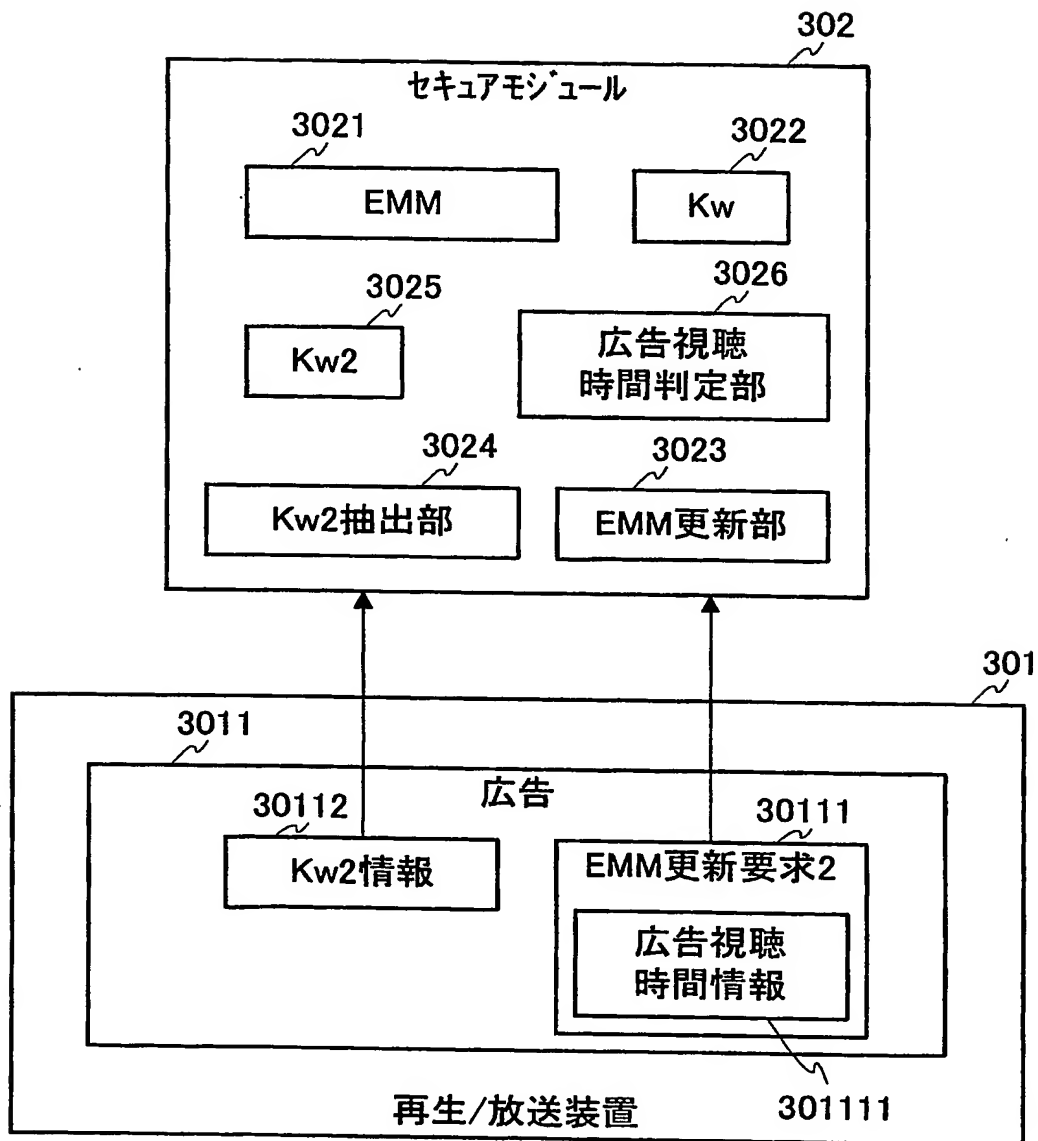 302
セキュアモジュール
3021
3022
EMM
Kw
3025
3026
Kw2
広告視聴
時間判定部
3024
3023
Kw2抽出部
EMM更新部
301
3011
広告
30112
30111
Kw2情報
EMM更新要求2
広告視聴
時間情報
再生/放送装置
301111